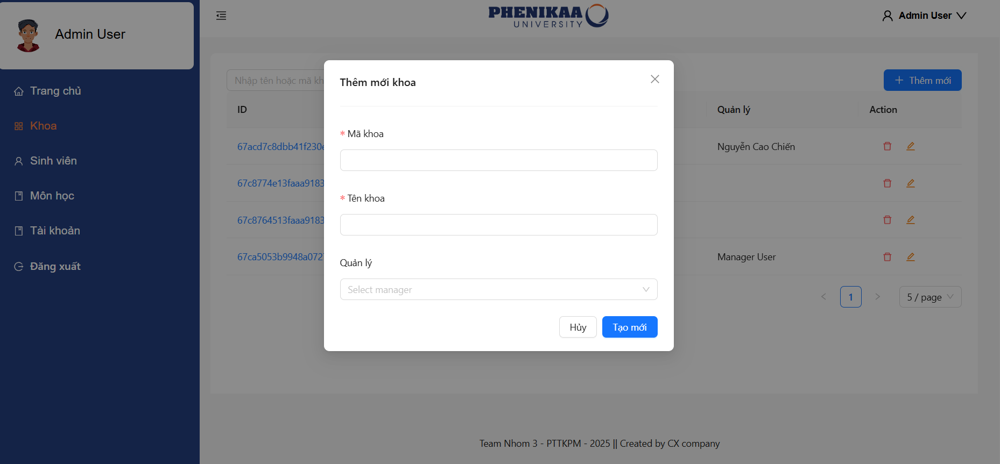 Admin User
Trang chủ
Khoa
Sinh viên
Môn học
Tài khoản
Đăng xuất
PHENIKAA
UNIVERSITY
Admin User
Nhập tên hoặc mã kh
Thêm mới
ID
Quản lý
Action
67acd7c8dbb41f230e
Nguyễn Cao Chiến
67c8774e13faaa9183
67c8764513faaa9183
67ca5053b9948a0727
Manager User
1
5 / page
Thêm mới khoa
* Mã khoa
* Tên khoa
Quản lý
Select manager
Hủy
Tạo mới
Team Nhom 3 - PTTKPM - 2025 || Created by CX company